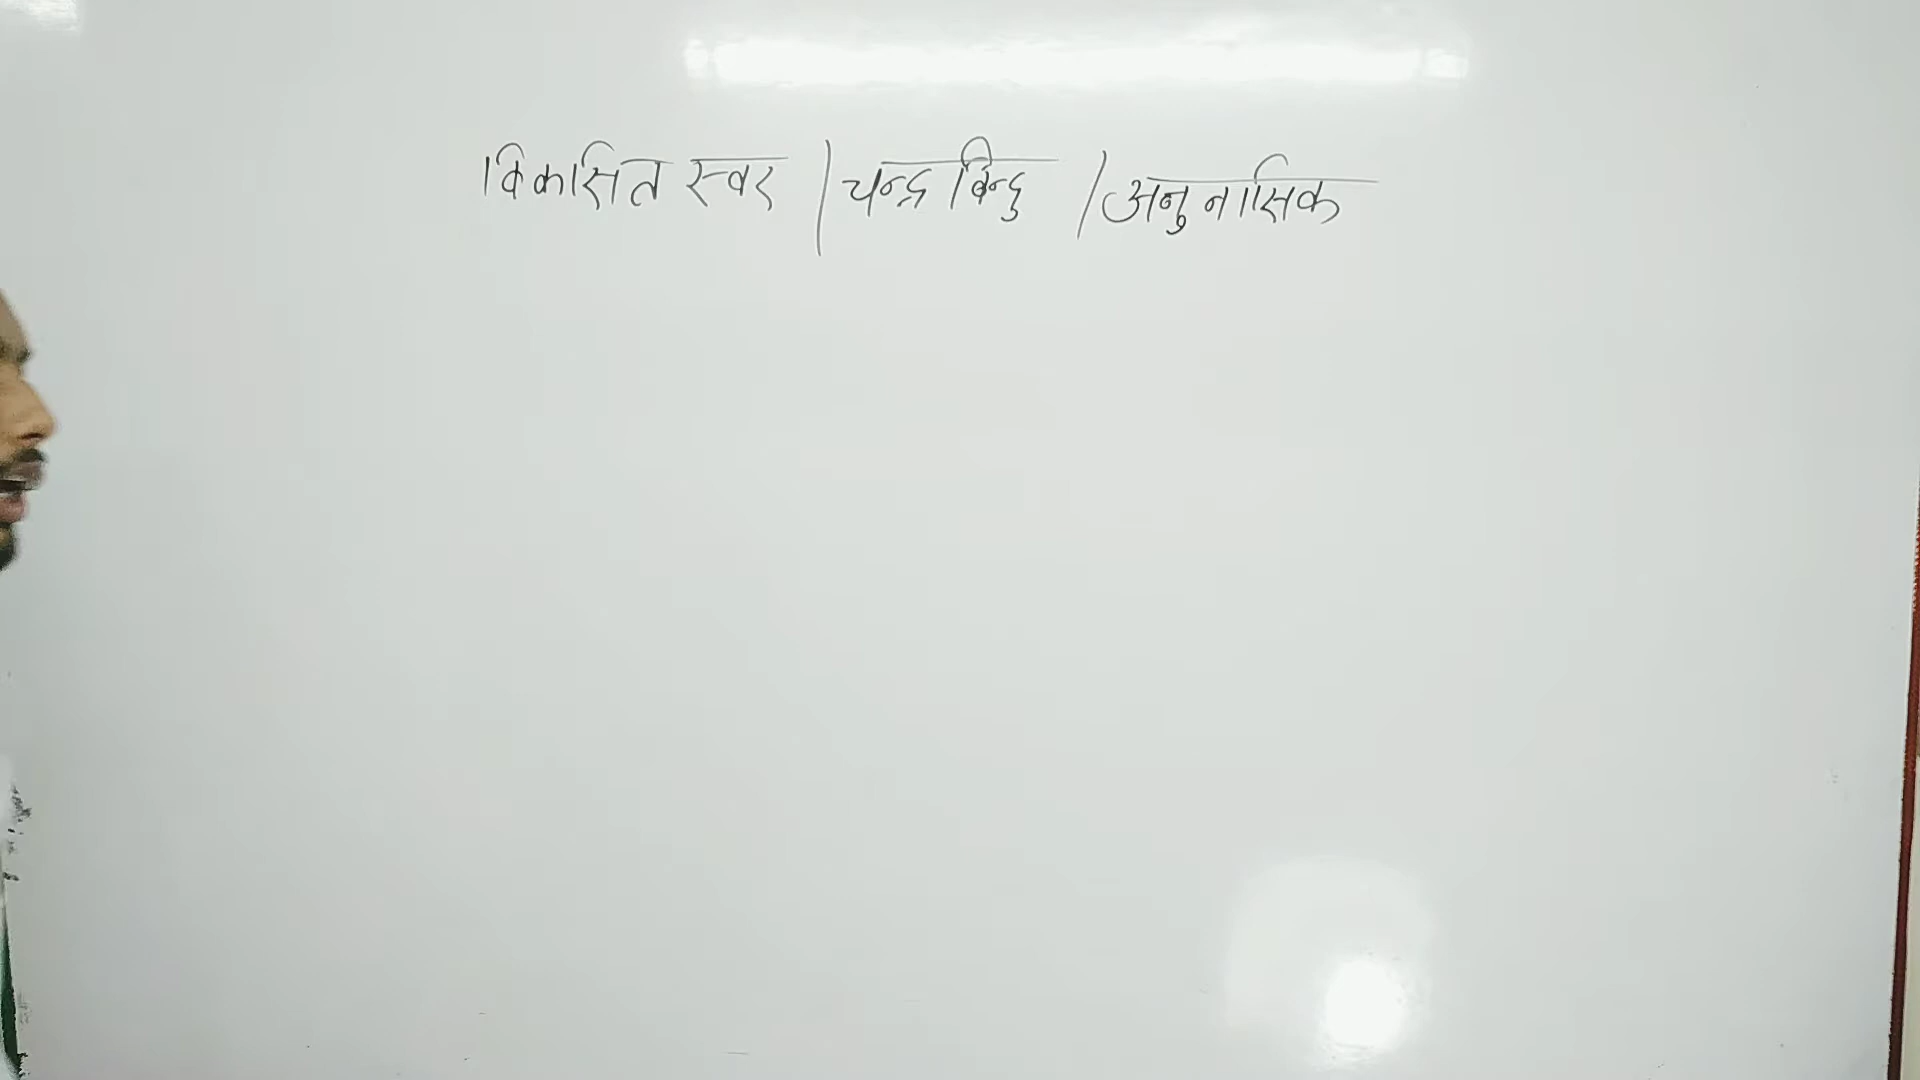 विकासित स्वर / चन्द्र बिन्दु / अनुनासिक